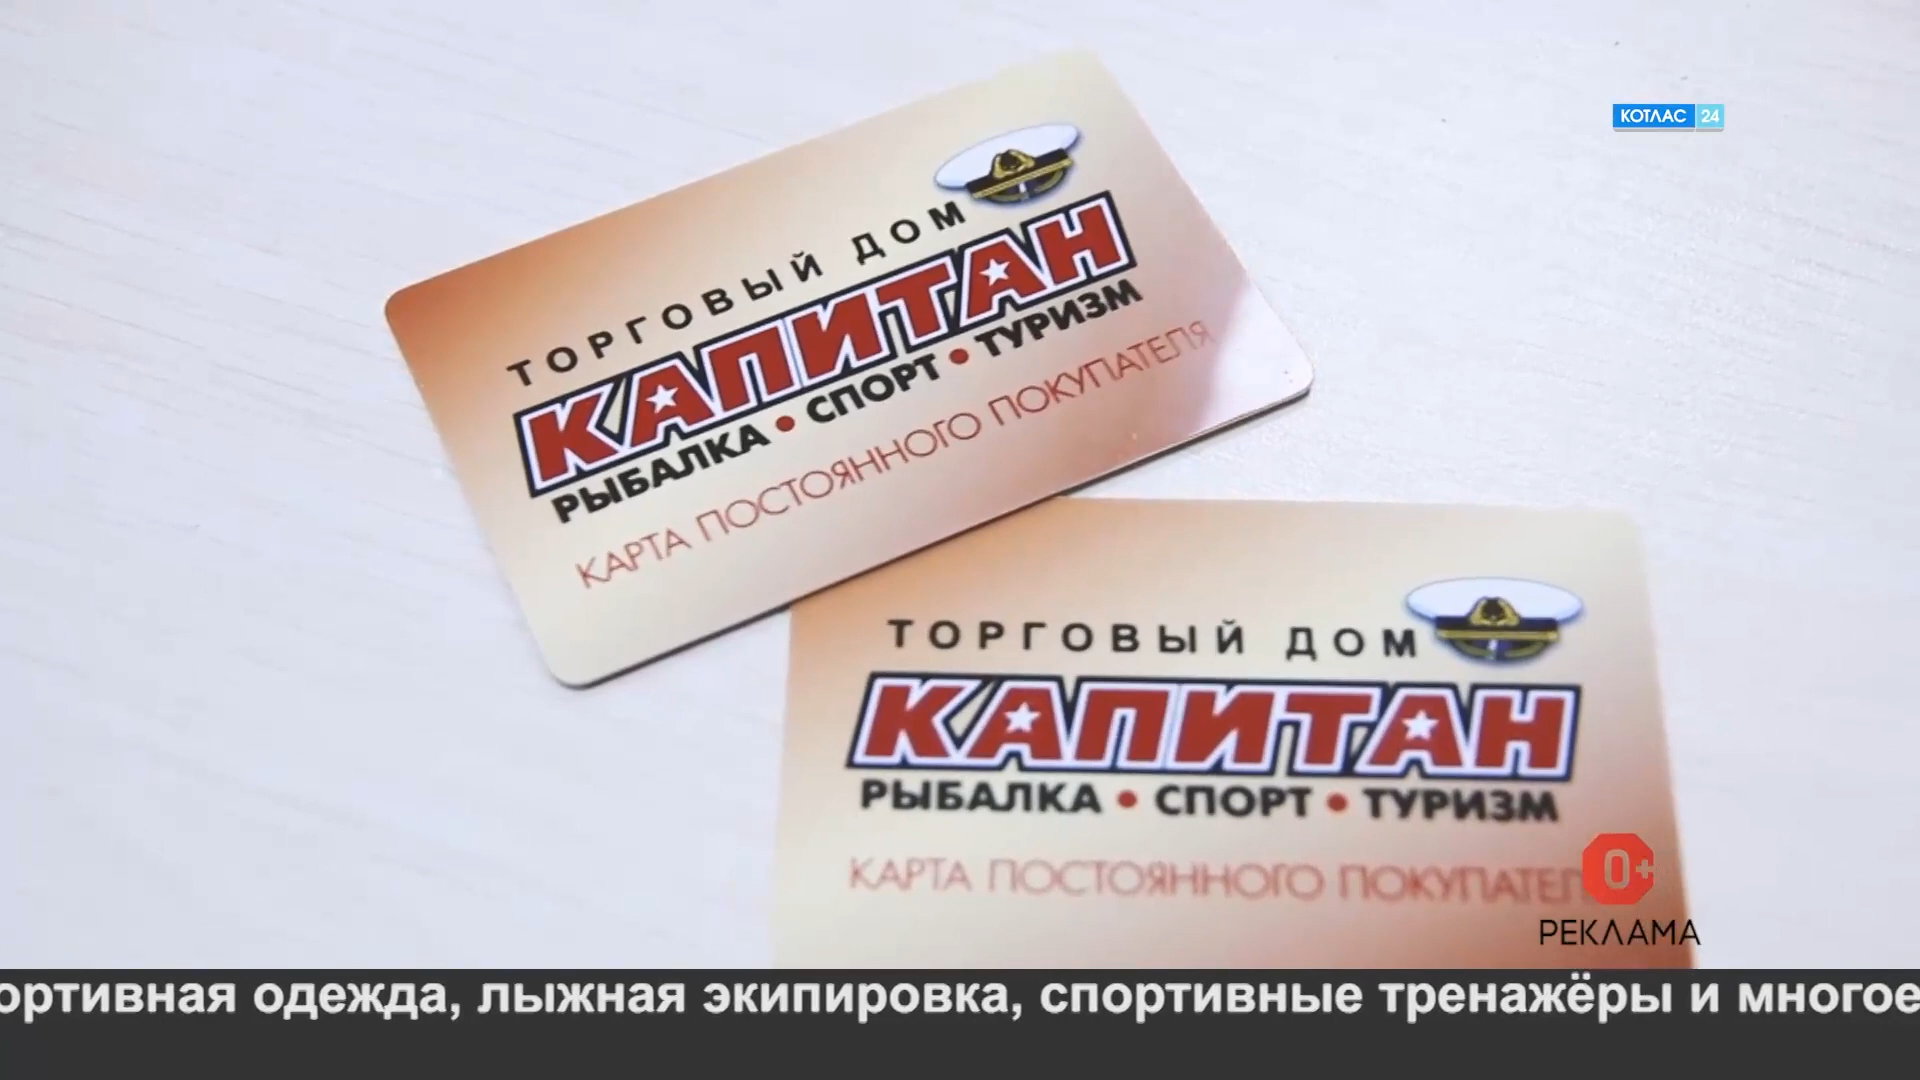 КОТЛАС 24
ТОРГОВЫЙ ДОМ
КАПИТАН
РЫБАЛКА • СПОРТ • ТУРИЗМ
КАРТА ПОСТОЯННОГО ПОКУПАТЕЛЯ
ТОРГОВЫЙ ДОМ
КАПИТАН
РЫБАЛКА • СПОРТ • ТУРИЗМ
КАРТА ПОСТОЯННОГО ПОКУПАТЕЛ
0+
РЕКЛАМА
ортивная одежда, лыжная экипировка, спортивные тренажёры и многое